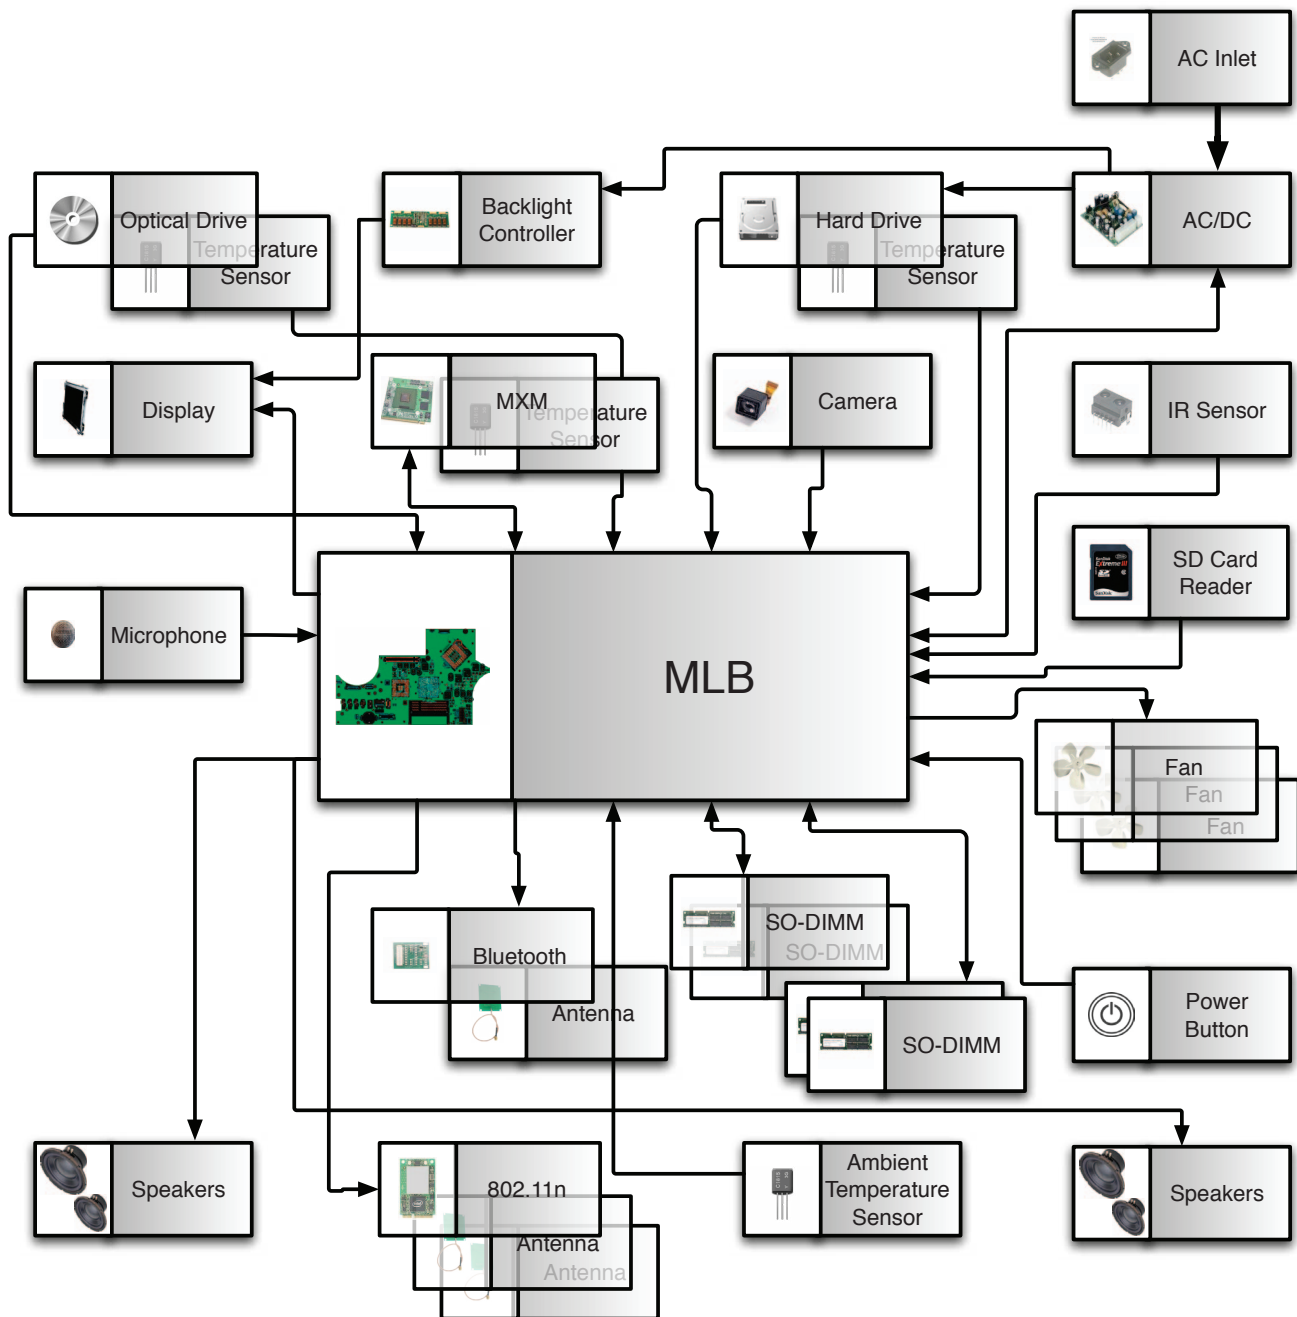 AC Inlet
Optical Drive
Temperature
Sensor
Backlight
Controller
Hard Drive
Temperature
Sensor
AC/DC
Display
MXM
Temperature
Sensor
Camera
IR Sensor
SD Card
Reader
Microphone
MLB
Fan
Fan
Fan
Bluetooth
Antenna
SO-DIMM
SO-DIMM
SO-DIMM
Power
Button
Speakers
802.11n
Antenna
Antenna
Ambient
Temperature
Sensor
Speakers